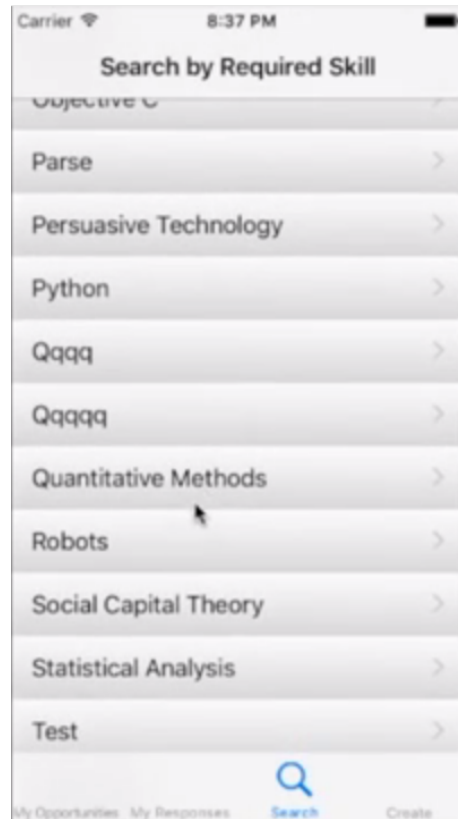 Carrier 8:37 PM
Search by Required Skill
Objective C
Parse
Persuasive Technology
Python
Qqqq
Qqqqq
Quantitative Methods
Robots
Social Capital Theory
Statistical Analysis
Test
My Opportunities My Responses Search Create